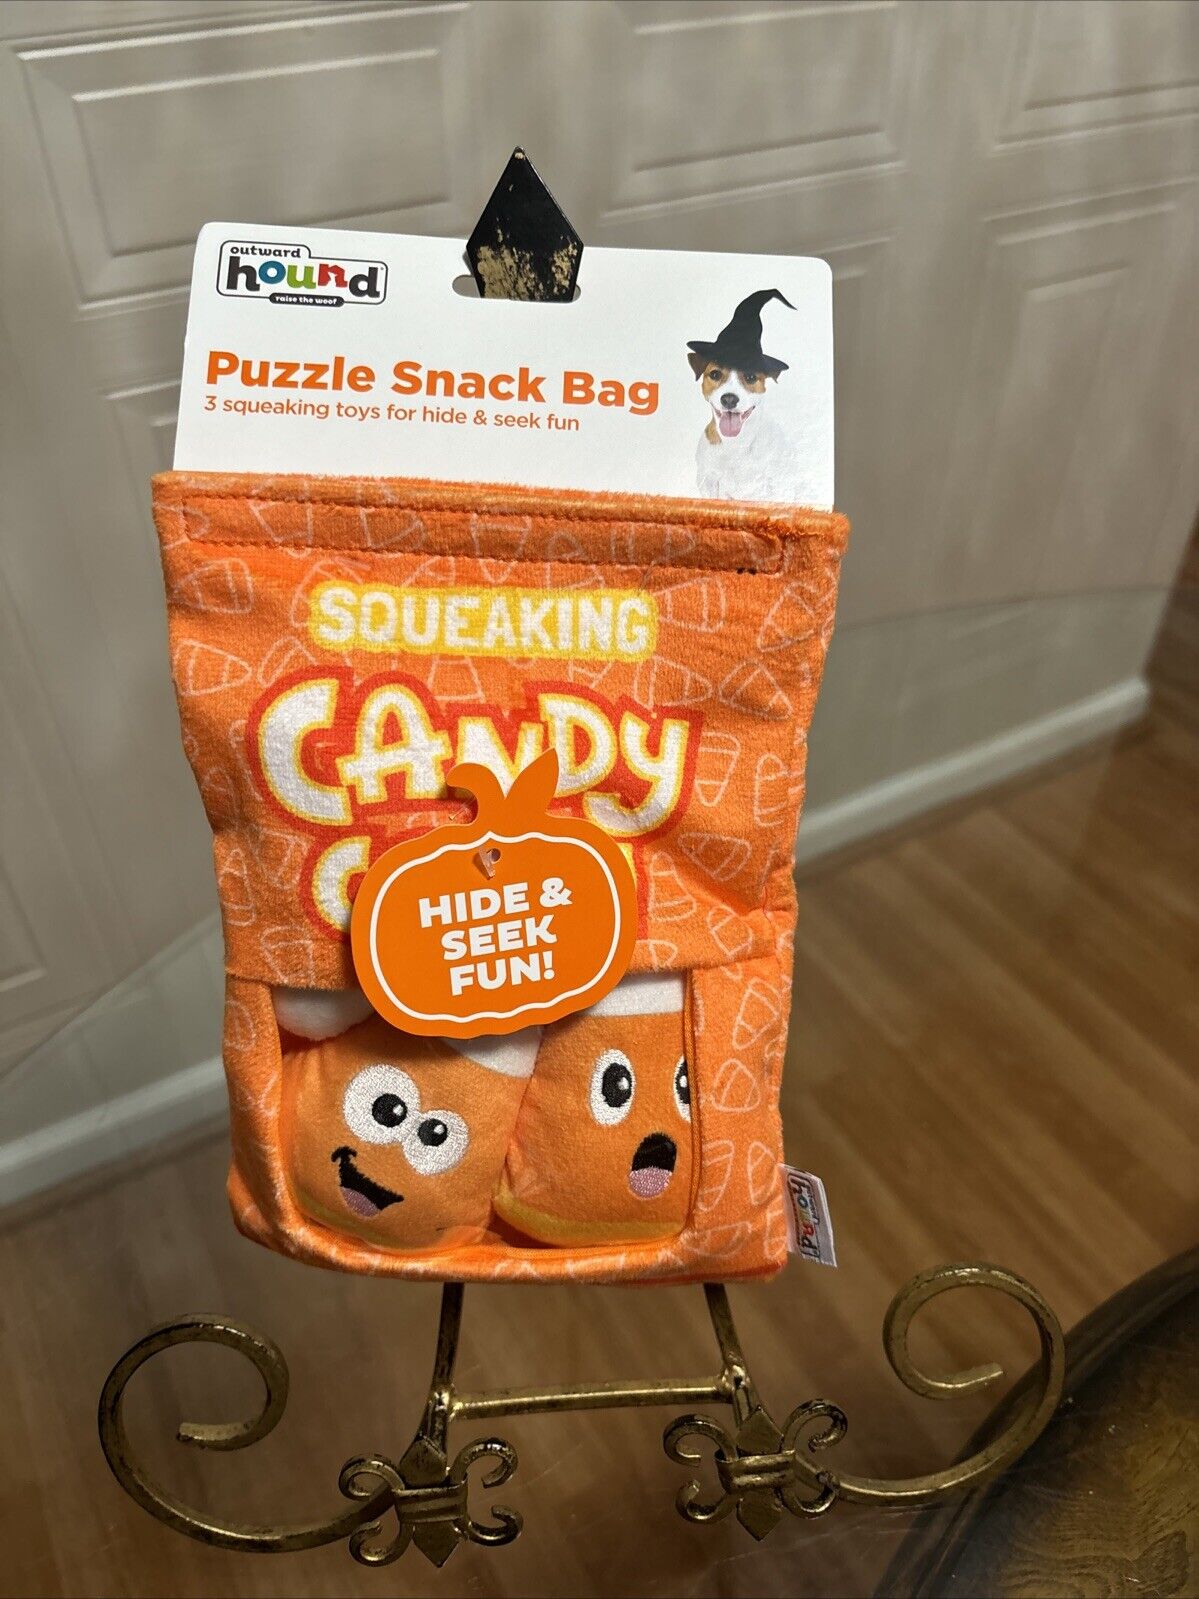 outward
hound
raise the woof
Puzzle Snack Bag
3 squeaking toys for hide & seek fun
SQUEAKING
CANDY
HIDE &
SEEK
FUN!
hound